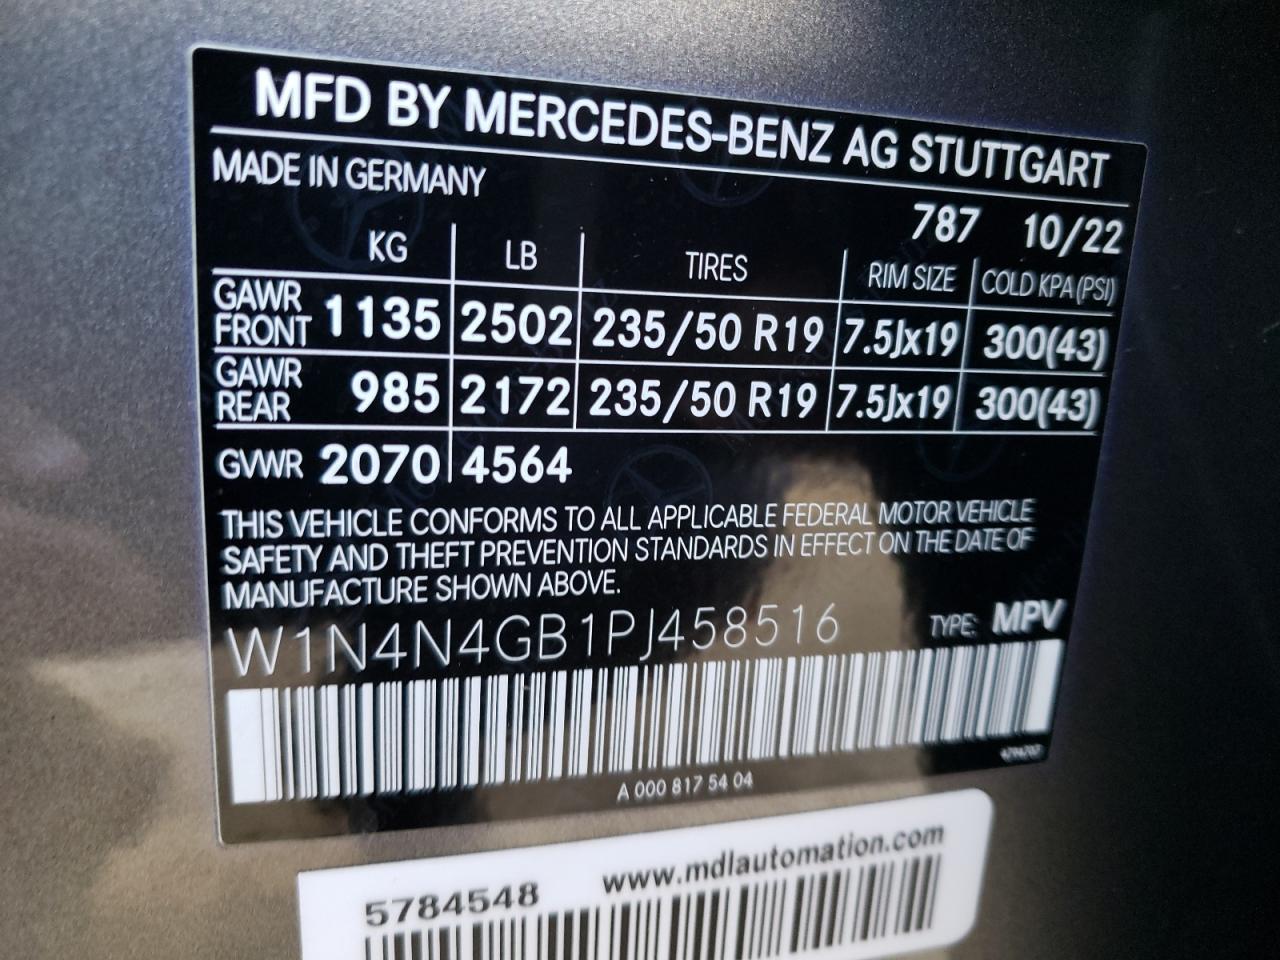 MFD BY MERCEDES-BENZ AG STUTTGART
MADE IN GERMANY
787 10/22
KG LB TIRES RIM SIZE COLD KPA (PSI)
GAWR FRONT 1135 2502 235/50 R19 7.5Jx19 300(43)
GAWR REAR 985 2172 235/50 R19 7.5Jx19 300(43)
GVWR 2070 4564
THIS VEHICLE CONFORMS TO ALL APPLICABLE FEDERAL MOTOR VEHICLE
SAFETY AND THEFT PREVENTION STANDARDS IN EFFECT ON THE DATE OF
MANUFACTURE SHOWN ABOVE.
W1N4N4GB1PJ458516 TYPE: MPV
A 000 817 54 04
5784548 www.mdlautomation.com